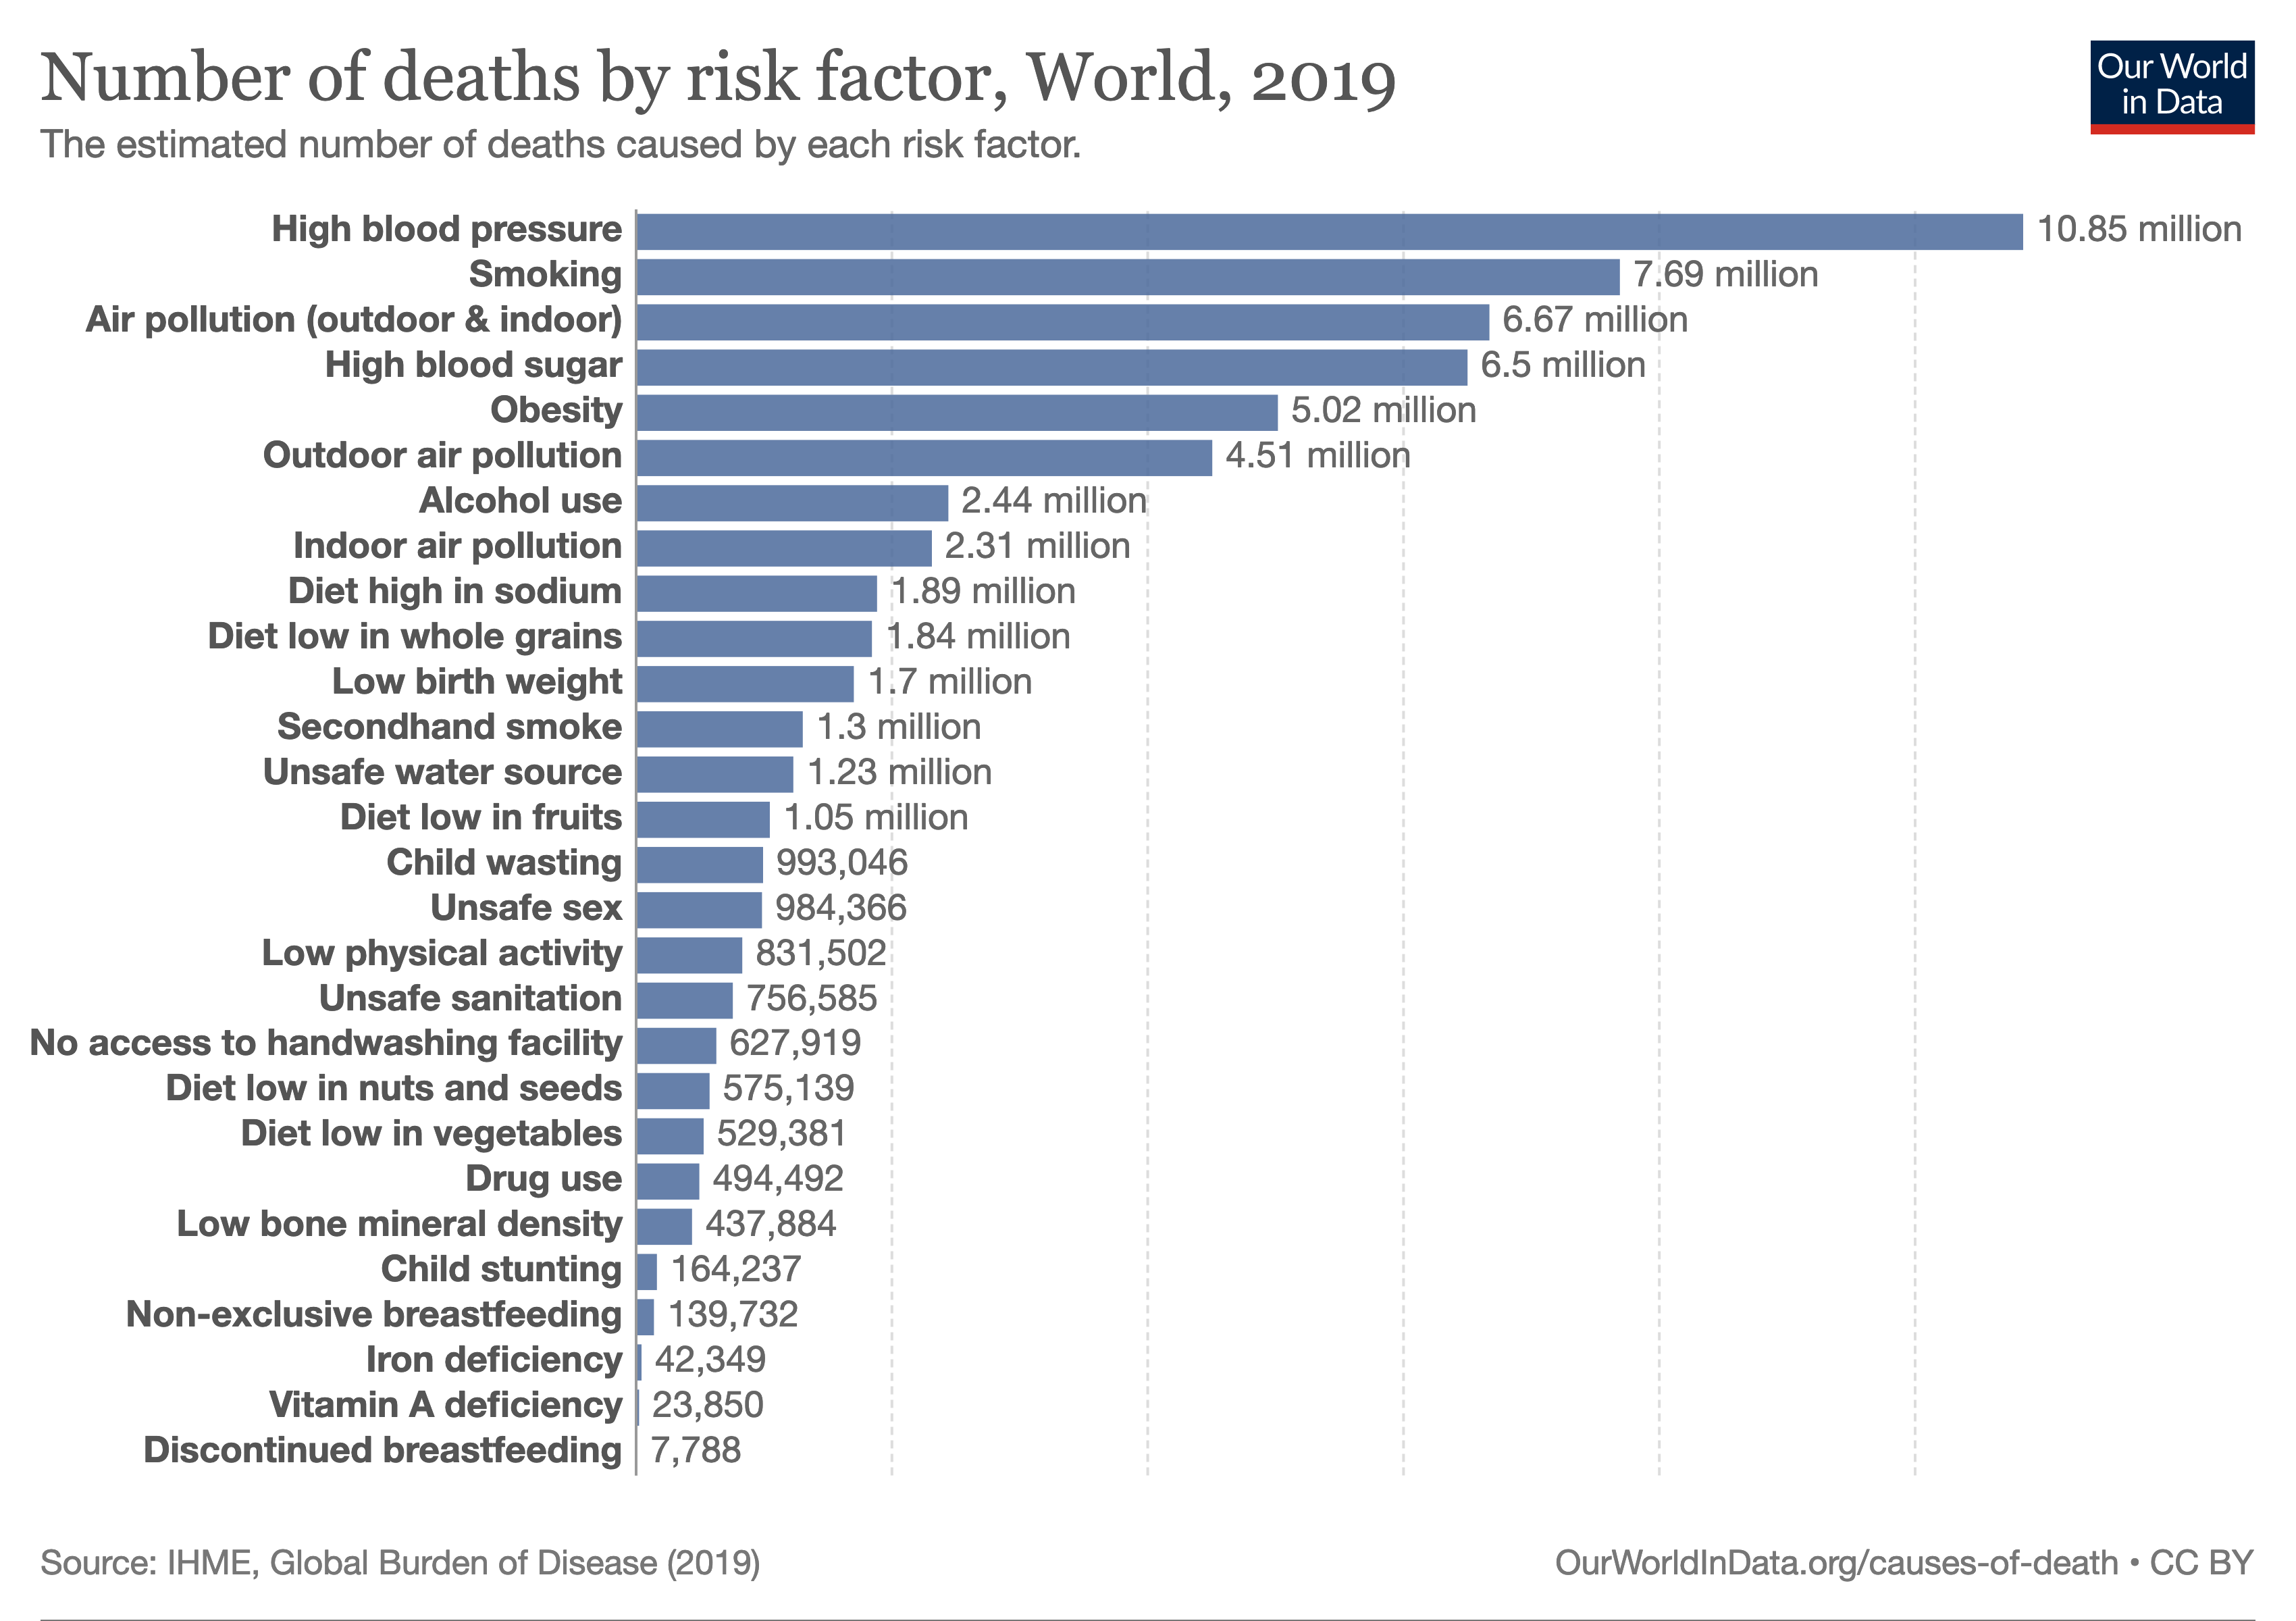 Number of deaths by risk factor, World, 2019
The estimated number of deaths caused by each risk factor.
Our World
in Data
High blood pressure 10.85 million
Smoking 7.69 million
Air pollution (outdoor & indoor) 6.67 million
High blood sugar 6.5 million
Obesity 5.02 million
Outdoor air pollution 4.51 million
Alcohol use 2.44 million
Indoor air pollution 2.31 million
Diet high in sodium 1.89 million
Diet low in whole grains 1.84 million
Low birth weight 1.7 million
Secondhand smoke 1.3 million
Unsafe water source 1.23 million
Diet low in fruits 1.05 million
Child wasting 993,046
Unsafe sex 984,366
Low physical activity 831,502
Unsafe sanitation 756,585
No access to handwashing facility 627,919
Diet low in nuts and seeds 575,139
Diet low in vegetables 529,381
Drug use 494,492
Low bone mineral density 437,884
Child stunting 164,237
Non-exclusive breastfeeding 139,732
Iron deficiency 42,349
Vitamin A deficiency 23,850
Discontinued breastfeeding 7,788
Source: IHME, Global Burden of Disease (2019)
OurWorldInData.org/causes-of-death • CC BY